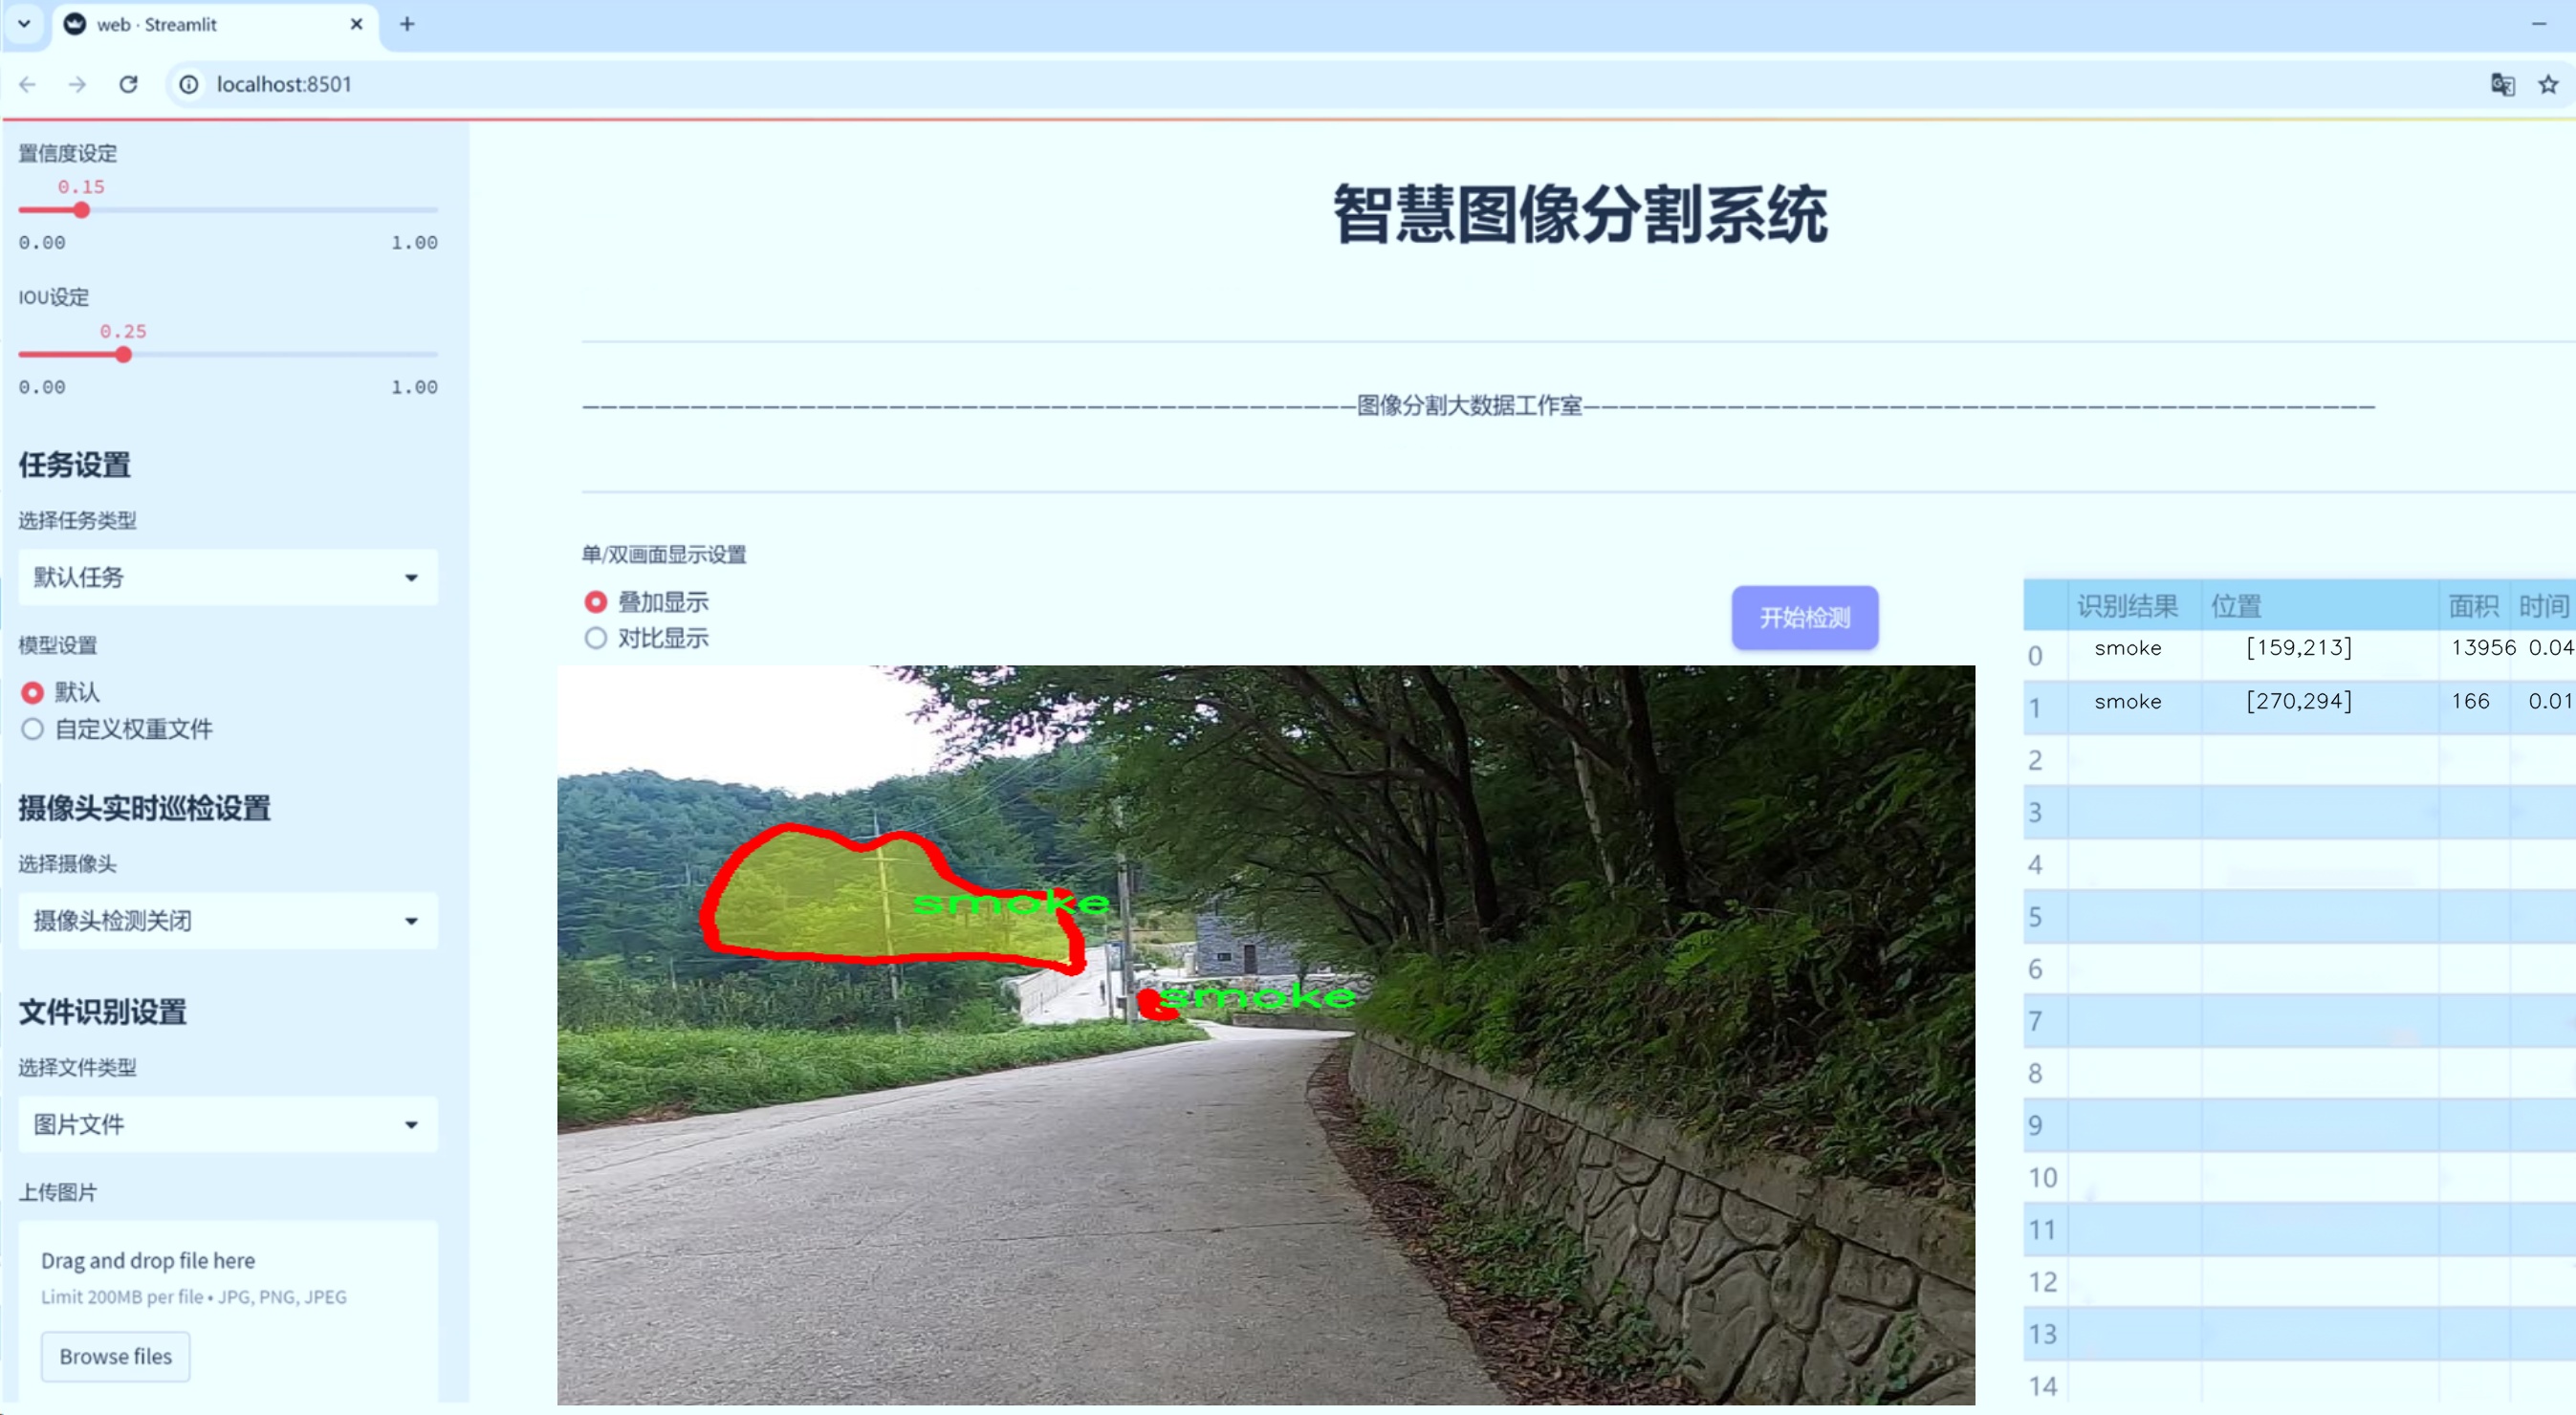 web · Streamlit
localhost:8501
置信度设定
0.15
0.00 1.00
IOU设定
0.25
0.00 1.00
任务设置
选择任务类型
默认任务
模型设置
默认
自定义权重文件
摄像头实时巡检设置
选择摄像头
摄像头检测关闭
文件识别设置
选择文件类型
图片文件
上传图片
Drag and drop file here
Limit 200MB per file • JPG, PNG, JPEG
Browse files
智慧图像分割系统
———————————————————————————————————————————图像分割大数据工作室————————————————————————————————————————————
单/双画面显示设置
叠加显示
对比显示
开始检测
smoke
smoke
识别结果 位置 面积 时间
0 smoke [159,213] 13956 0.04
1 smoke [270,294] 166 0.01
2
3
4
5
6
7
8
9
10
11
12
13
14